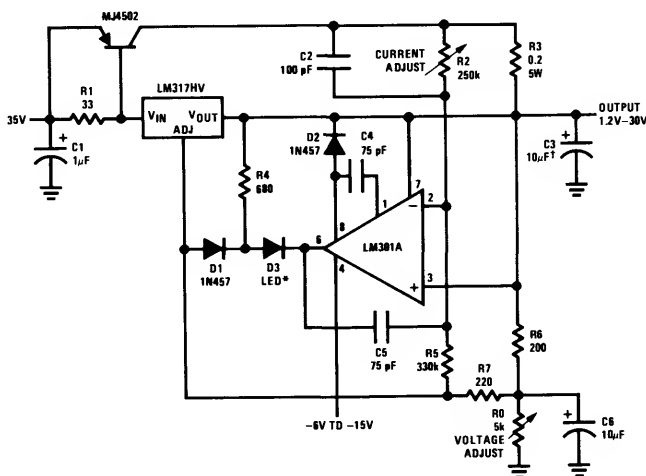 MJ4502
C2
100 pF
CURRENT
ADJUST
R2
250k
R3
0.2
5W
R1
33
LM317HV
VIN
VOUT
ADJ
35V
C1
1μF
+
D2
1N457
C4
75 pF
OUTPUT
1.2V–30V
+
C3
10μF†
R4
680
8
1
7
2
−
6
LM301A
4
3
+
D1
1N457
D3
LED*
C5
75 pF
R5
330k
R6
200
R7
220
–6V TO –15V
R0
5k
VOLTAGE
ADJUST
+
C6
10μF